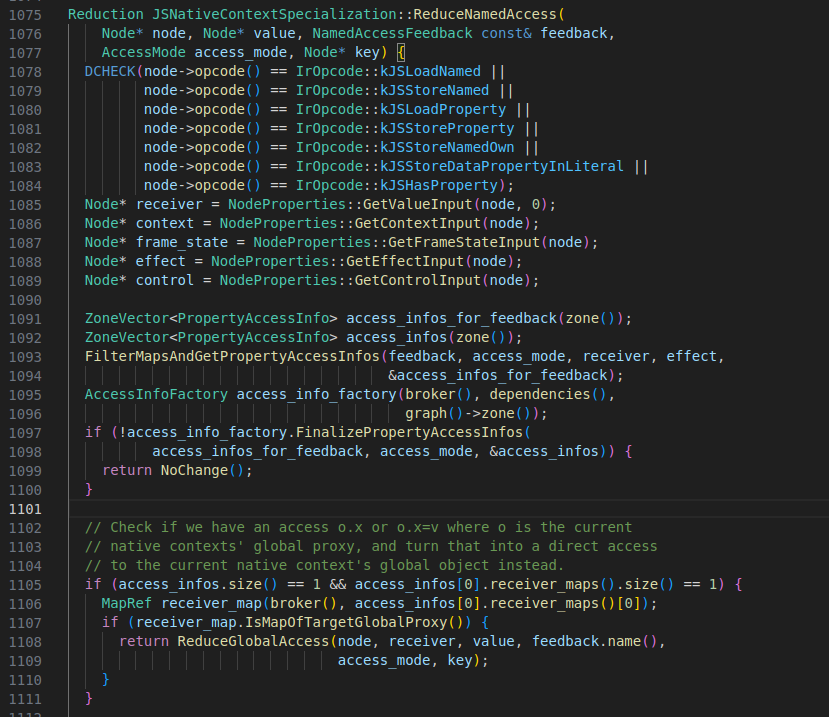 1075 Reduction JSNativeContextSpecialization::ReduceNamedAccess(
1076     Node* node, Node* value, NamedAccessFeedback const& feedback,
1077     AccessMode access_mode, Node* key) {
1078   DCHECK(node->opcode() == IrOpcode::kJSLoadNamed ||
1079          node->opcode() == IrOpcode::kJSStoreNamed ||
1080          node->opcode() == IrOpcode::kJSLoadProperty ||
1081          node->opcode() == IrOpcode::kJSStoreProperty ||
1082          node->opcode() == IrOpcode::kJSStoreNamedOwn ||
1083          node->opcode() == IrOpcode::kJSStoreDataPropertyInLiteral ||
1084          node->opcode() == IrOpcode::kJSHasProperty);
1085   Node* receiver = NodeProperties::GetValueInput(node, 0);
1086   Node* context = NodeProperties::GetContextInput(node);
1087   Node* frame_state = NodeProperties::GetFrameStateInput(node);
1088   Node* effect = NodeProperties::GetEffectInput(node);
1089   Node* control = NodeProperties::GetControlInput(node);
1090
1091   ZoneVector<PropertyAccessInfo> access_infos_for_feedback(zone());
1092   ZoneVector<PropertyAccessInfo> access_infos(zone());
1093   FilterMapsAndGetPropertyAccessInfos(feedback, access_mode, receiver, effect,
1094                                       &access_infos_for_feedback);
1095   AccessInfoFactory access_info_factory(broker(), dependencies(),
1096                                         graph()->zone());
1097   if (!access_info_factory.FinalizePropertyAccessInfos(
1098           access_infos_for_feedback, access_mode, &access_infos)) {
1099     return NoChange();
1100   }
1101
1102   // Check if we have an access o.x or o.x=v where o is the current
1103   // native contexts' global proxy, and turn that into a direct access
1104   // to the current native context's global object instead.
1105   if (access_infos.size() == 1 && access_infos[0].receiver_maps().size() == 1) {
1106     MapRef receiver_map(broker(), access_infos[0].receiver_maps()[0]);
1107     if (receiver_map.IsMapOfTargetGlobalProxy()) {
1108       return ReduceGlobalAccess(node, receiver, value, feedback.name(),
1109                                 access_mode, key);
1110     }
1111   }